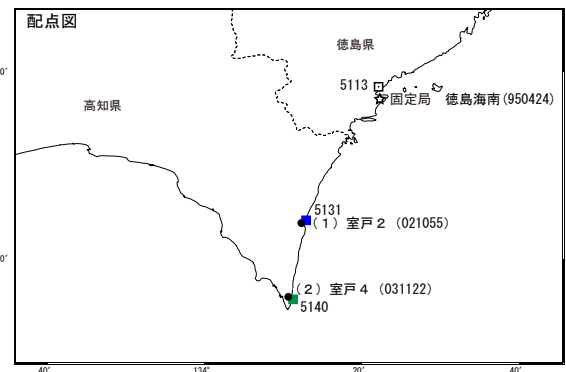 配点図
徳島県
5113
固定局 徳島海南(950424)
高知県
0'
5131
(1)室戸2 (021055)
0'
(2)室戸4 (031122)
5140
40' 134° 20' 40'